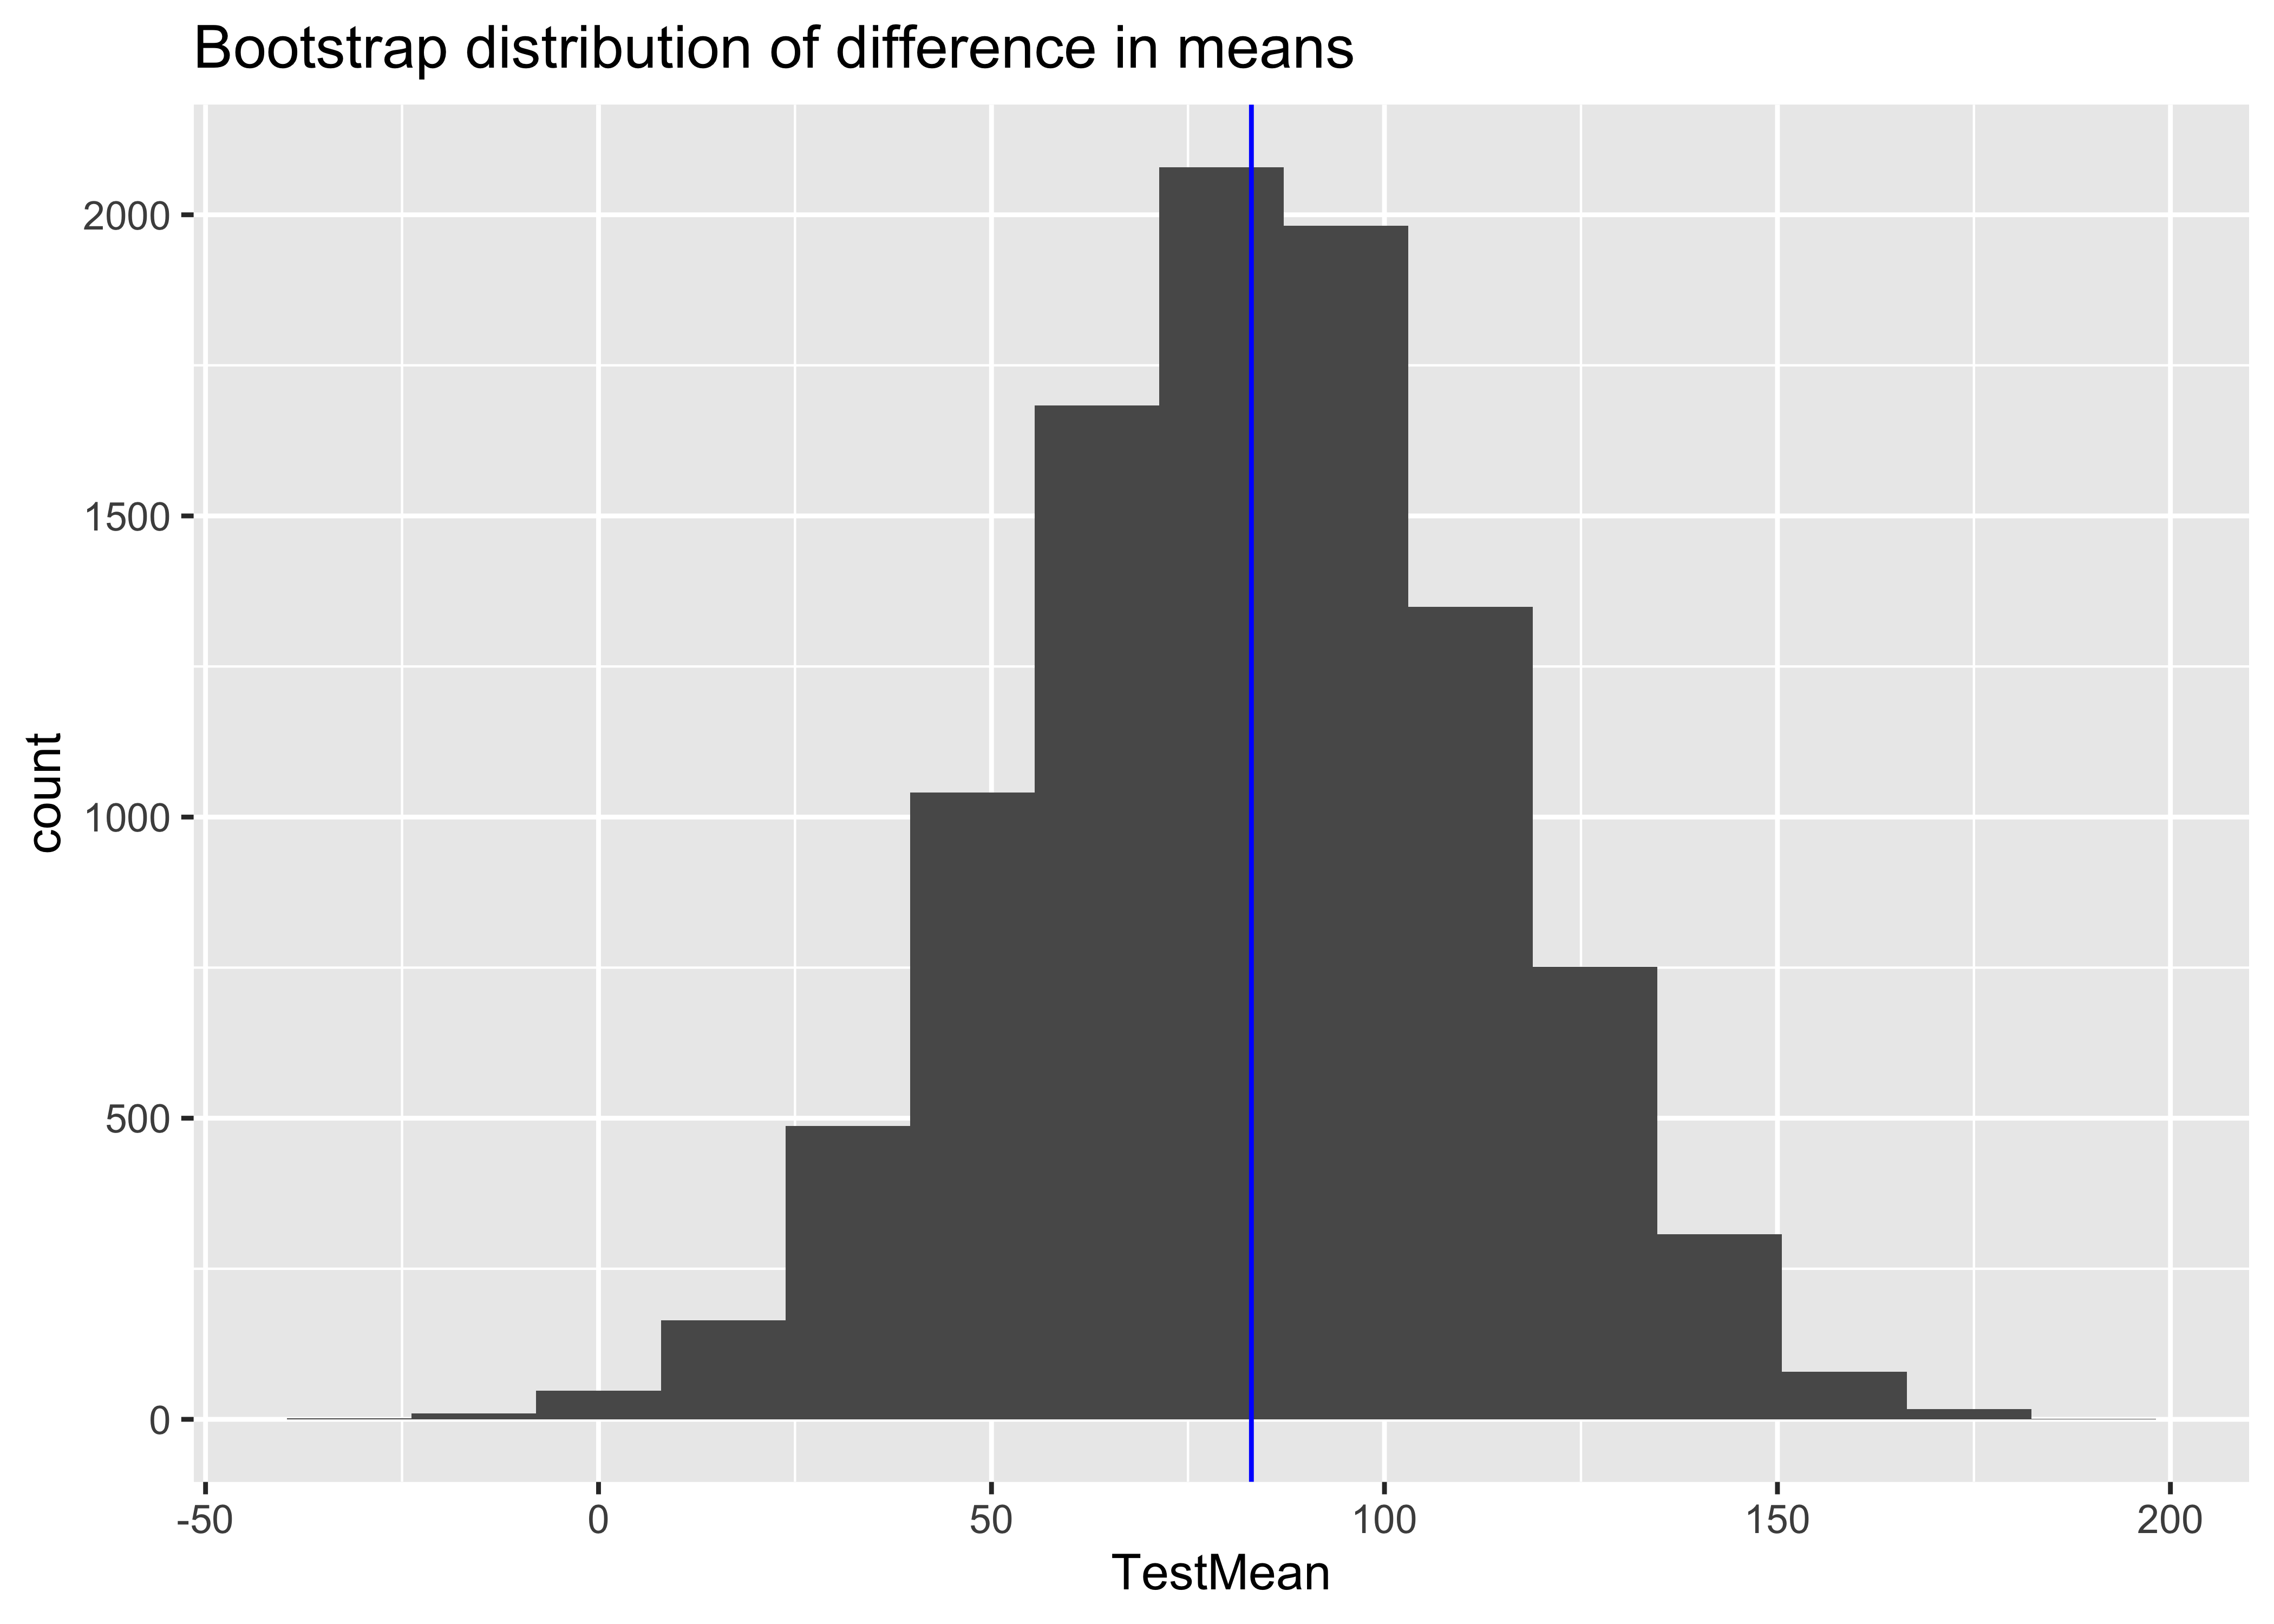 Bootstrap distribution of difference in means
count
2000
1500
1000
500
0
-50 0 50 100 150 200
TestMean